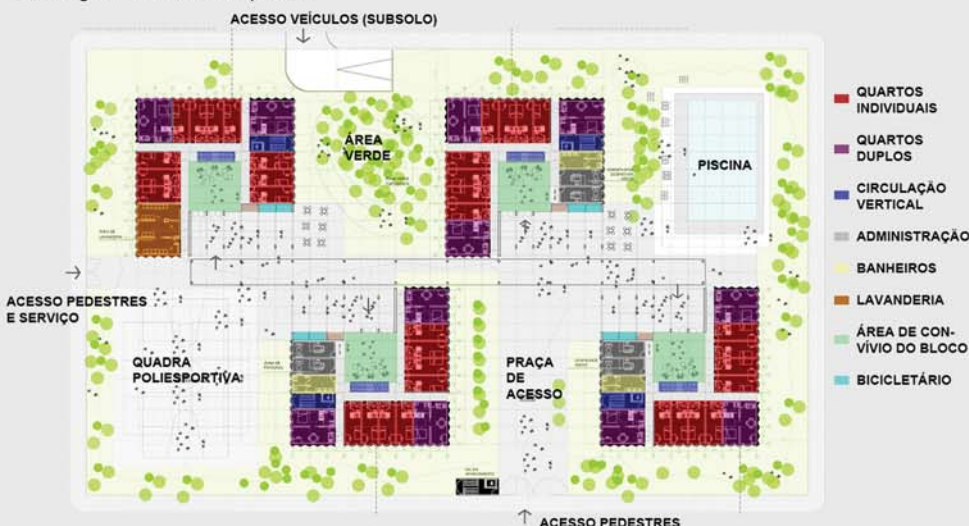 ACESSO VEÍCULOS (SUBSOLO)
ÁREA
VERDE
PISCINA
ACESSO PEDESTRES
E SERVIÇO
QUADRA
POLIESPORTIVA
PRAÇA
DE
ACESSO
ACESSO PEDESTRES
QUARTOS
INDIVIDUAIS
QUARTOS
DUPLOS
CIRCULAÇÃO
VERTICAL
ADMINISTRAÇÃO
BANHEIROS
LAVANDERIA
ÁREA DE CON-
VÍVIO DO BLOCO
BICICLETÁRIO